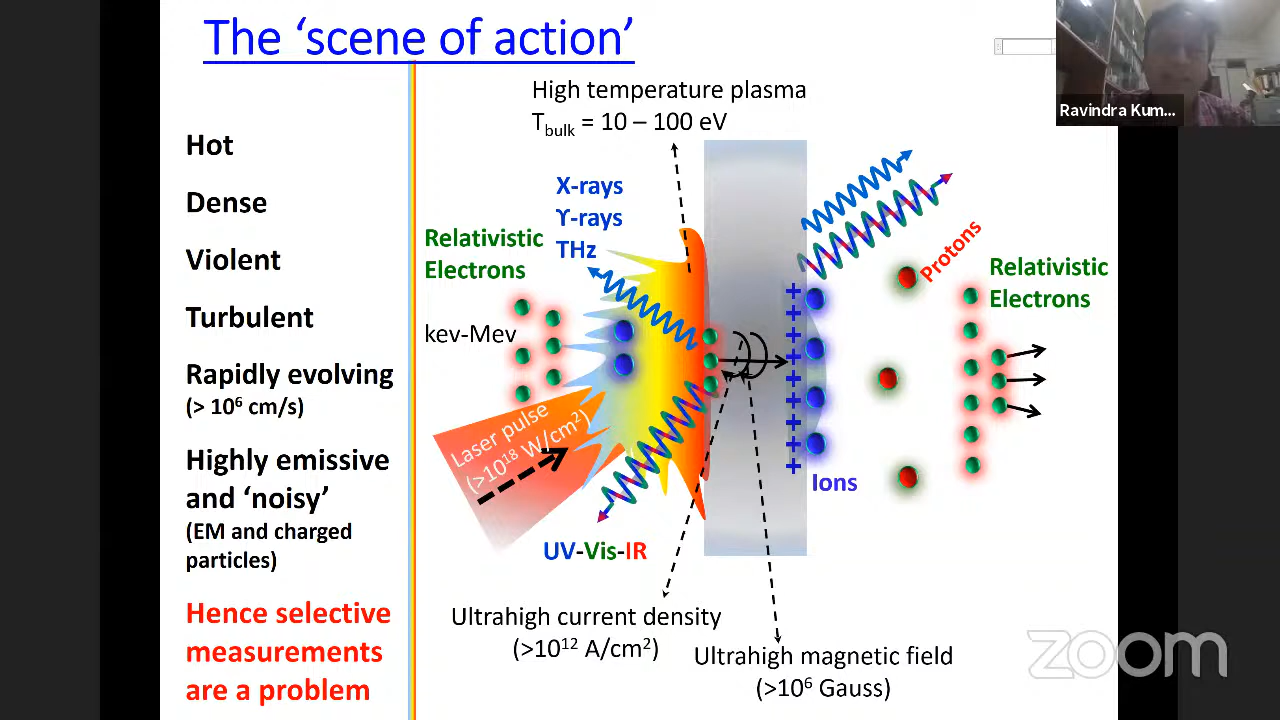 The ‘scene of action’
Ravindra Kum...
Hot
Dense
Violent
Turbulent
Rapidly evolving
(> 10⁶ cm/s)
Highly emissive
and ‘noisy’
(EM and charged
particles)
Hence selective
measurements
are a problem
High temperature plasma
T_bulk = 10 – 100 eV
X-rays
ϒ-rays
THz
Relativistic
Electrons
kev-Mev
Laser pulse
(>10¹⁸ W/cm²)
UV-Vis-IR
Ultrahigh current density
(>10¹² A/cm²)
Ultrahigh magnetic field
(>10⁶ Gauss)
+
+
+
+
+
+
+
+
+
Ions
Protons
Relativistic
Electrons
zoom